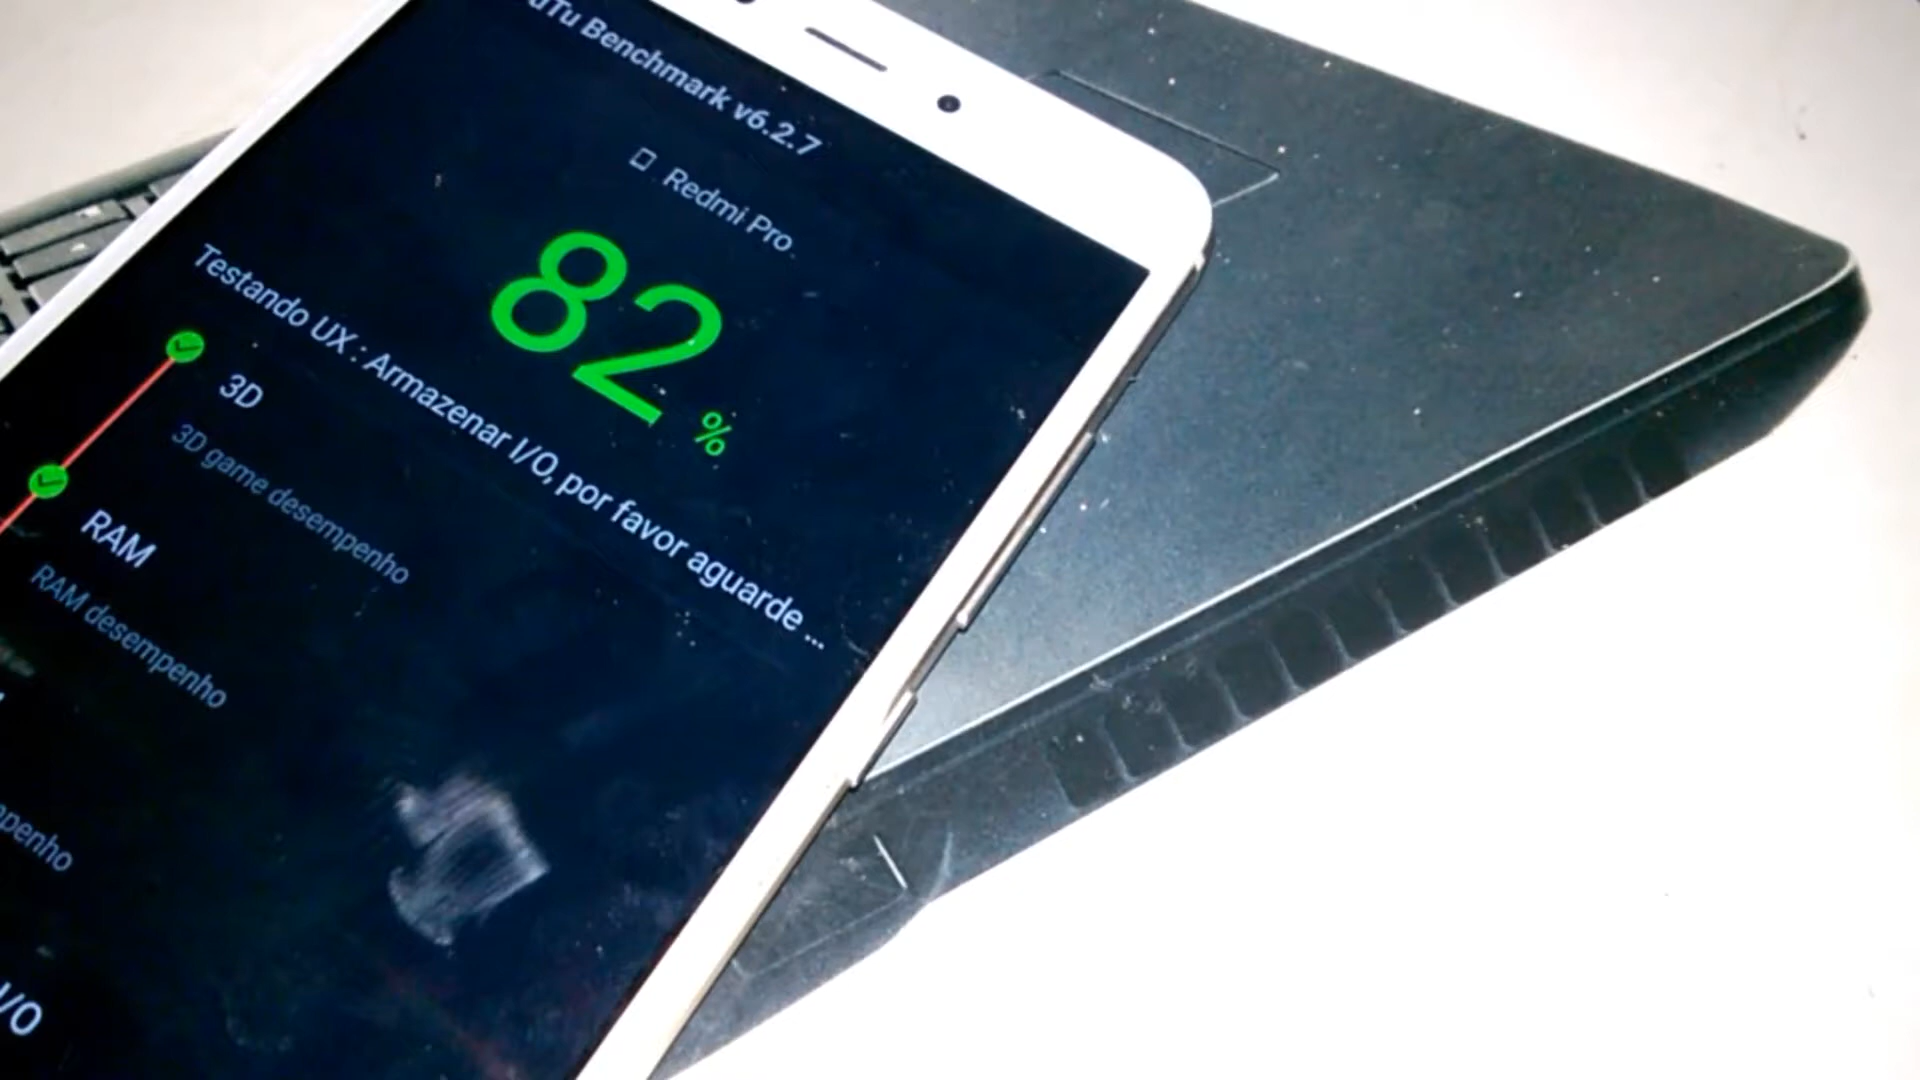 uTu Benchmark v6.2.7
Redmi Pro
82 %
Testando UX : Armazenar I/O, por favor aguarde ...
3D
3D game desempenho
RAM
RAM desempenho
penho
I/O